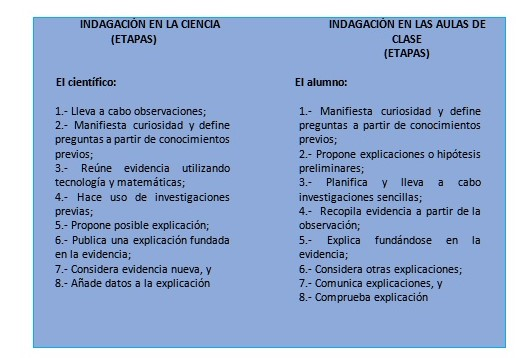 INDAGACIÓN EN LA CIENCIA
(ETAPAS)
El científico:
1.- Lleva a cabo observaciones;
2.- Manifiesta curiosidad y define
preguntas a partir de conocimientos
previos;
3.- Reúne evidencia utilizando
tecnología y matemáticas;
4.- Hace uso de investigaciones
previas;
5.- Propone posible explicación;
6.- Publica una explicación fundada
en la evidencia;
7.- Considera evidencia nueva, y
8.- Añade datos a la explicación
INDAGACIÓN EN LAS AULAS DE
CLASE
(ETAPAS)
El alumno:
1.- Manifiesta curiosidad y define
preguntas a partir de conocimientos
previos;
2.- Propone explicaciones o hipótesis
preliminares;
3.- Planifica y lleva a cabo
investigaciones sencillas;
4.- Recopila evidencia a partir de la
observación;
5.- Explica fundándose en la
evidencia;
6.- Considera otras explicaciones;
7.- Comunica explicaciones, y
8.- Comprueba explicación